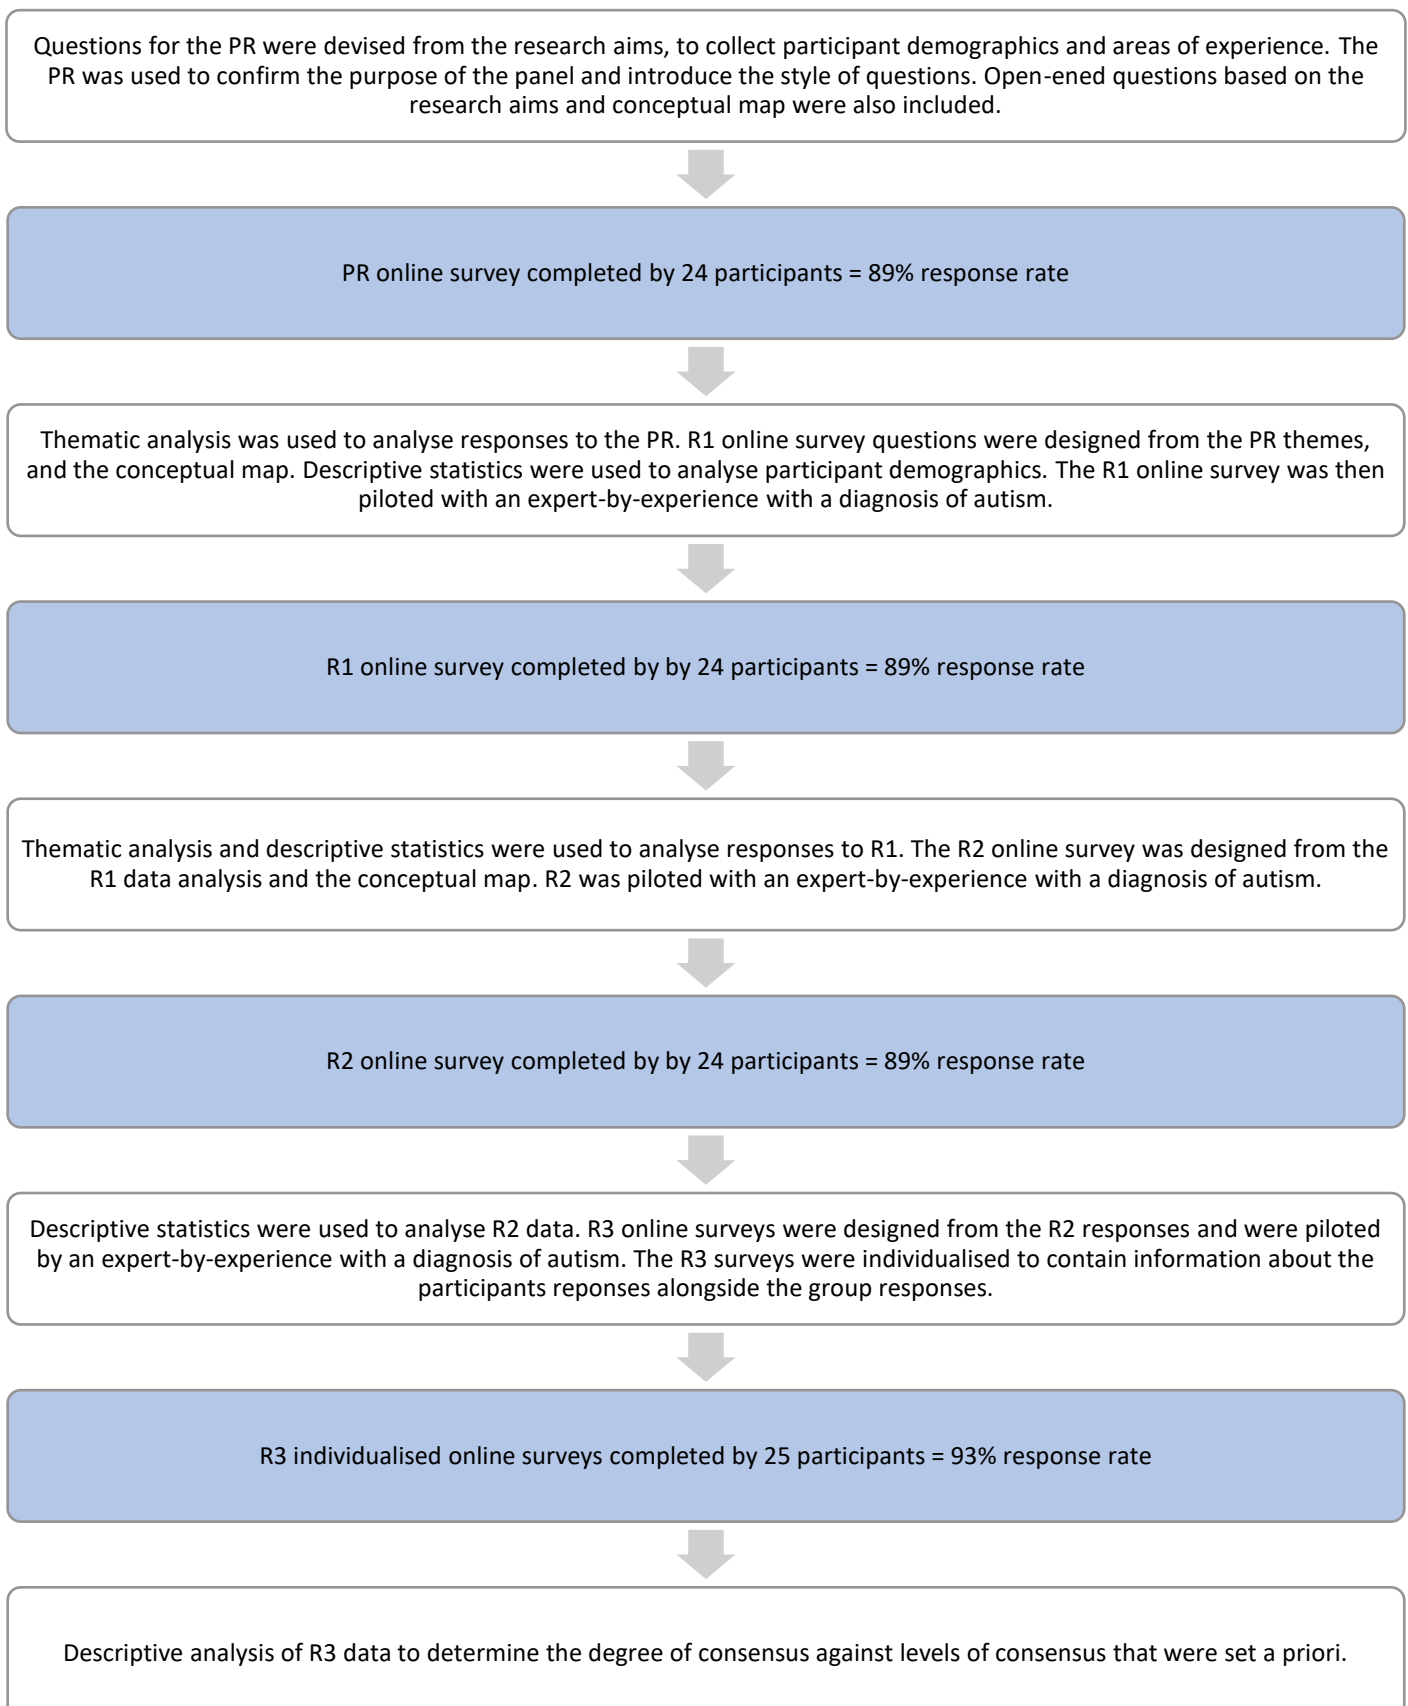 Questions for the PR were devised from the research aims, to collect participant demographics and areas of experience. The
PR was used to confirm the purpose of the panel and introduce the style of questions. Open-ened questions based on the
research aims and conceptual map were also included.
PR online survey completed by 24 participants = 89% response rate
Thematic analysis was used to analyse responses to the PR. R1 online survey questions were designed from the PR themes,
and the conceptual map. Descriptive statistics were used to analyse participant demographics. The R1 online survey was then
piloted with an expert-by-experience with a diagnosis of autism.
R1 online survey completed by by 24 participants = 89% response rate
Thematic analysis and descriptive statistics were used to analyse responses to R1. The R2 online survey was designed from the
R1 data analysis and the conceptual map. R2 was piloted with an expert-by-experience with a diagnosis of autism.
R2 online survey completed by by 24 participants = 89% response rate
Descriptive statistics were used to analyse R2 data. R3 online surveys were designed from the R2 responses and were piloted
by an expert-by-experience with a diagnosis of autism. The R3 surveys were individualised to contain information about the
participants reponses alongside the group responses.
R3 individualised online surveys completed by 25 participants = 93% response rate
Descriptive analysis of R3 data to determine the degree of consensus against levels of consensus that were set a priori.